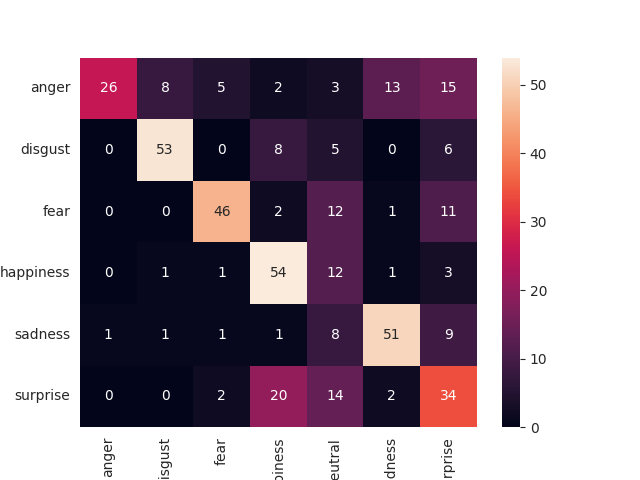 anger 26 8 5 2 3 13 15
disgust 0 53 0 8 5 0 6
fear 0 0 46 2 12 1 11
happiness 0 1 1 54 12 1 3
sadness 1 1 1 1 8 51 9
surprise 0 0 2 20 14 2 34
anger
isgust
fear
piness
eutral
dness
rprise
50
40
30
20
10
0